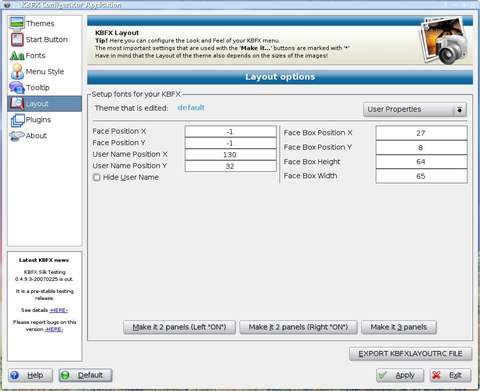 KBFX Configurator Application
Themes
Start Button
Fonts
Menu Style
Tooltip
Layout
Plugins
About
Latest KBFX news
KBFX Silk Testing
0.4.9.3-20070225 is out.
It is a pre-stable testing
release.
See details -HERE-
Please report bugs on this
version -HERE-
KBFX Layout
Tip! Here you can configure the Look and Feel of your KBFX menu.
The most important settings that are used with the 'Make it...' buttons are marked with '*'
Have in mind that the Layout of the theme also depends on the sizes of the images!
Layout options
Setup fonts for your KBFX
Theme that is edited: default
User Properties
Face Position X -1
Face Position Y -1
User Name Position X 130
User Name Position Y 32
Hide User Name
Face Box Position X 27
Face Box Position Y 8
Face Box Height 64
Face Box Width 65
Make it 2 panels (Left "ON")
Make it 2 panels (Right "ON")
Make it 3 panels
EXPORT KBFXLAYOUTRC FILE
Help
Default
Apply
Exit